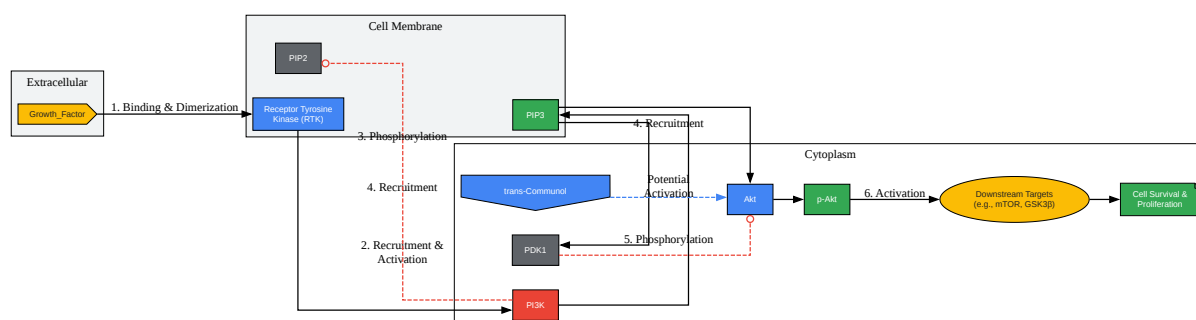 Cell Membrane
PIP2
Extracellular
Growth_Factor
1. Binding & Dimerization
Receptor Tyrosine
Kinase (RTK)
PIP3
4. Recruitment
3. Phosphorylation
Cytoplasm
4. Recruitment
trans-Communol
Potential
Activation
Akt
p-Akt
6. Activation
Downstream Targets
(e.g., mTOR, GSK3β)
Cell Survival &
Proliferation
2. Recruitment &
Activation
PDK1
5. Phosphorylation
PI3K